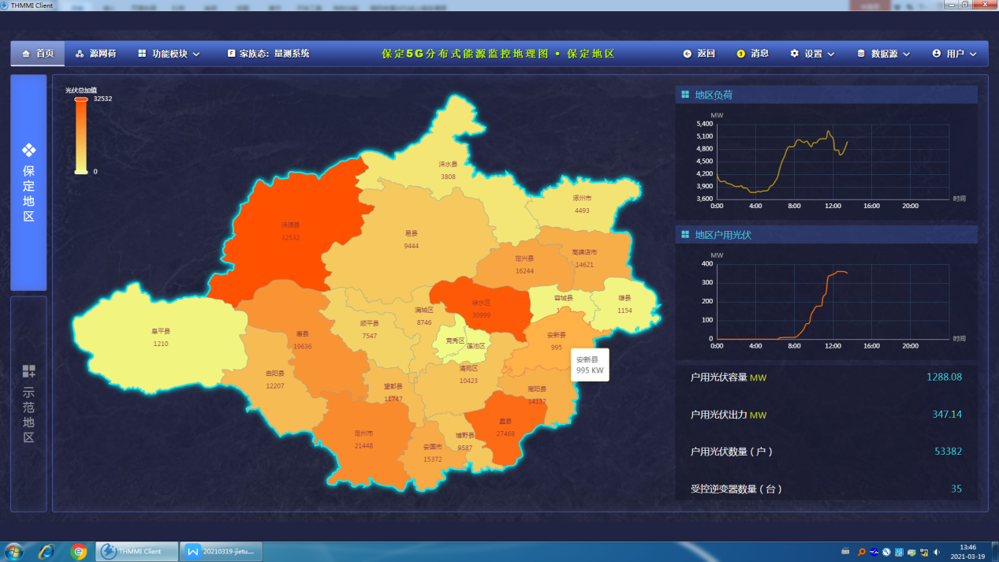 THMMI Client
首页
源网荷
功能模块
家族态: 量测系统
保定5G分布式能源监控地理图 • 保定地区
返回
消息
设置
数据源
用户
保定地区
示范地区
光伏总加值
32532
0
涞水县
3808
涿州市
4493
涞源县
32532
易县
9444
高碑店市
14621
定兴县
16244
容城县
1
雄县
1154
徐水区
30999
满城区
8746
顺平县
7547
阜平县
1210
唐县
19636
安新县
995
竞秀区
莲池区
清苑区
10423
曲阳县
12207
望都县
11747
高阳县
14137
蠡县
27468
定州市
21448
博野县
9587
安国市
15372
安新县
995 KW
地区负荷
MW
5,400
5,100
4,800
4,500
4,200
3,900
3,600
0:00 4:00 8:00 12:00 16:00 20:00
时间
地区户用光伏
MW
400
300
200
100
0
0:00 4:00 8:00 12:00 16:00 20:00
时间
户用光伏容量 MW 1288.08
户用光伏出力 MW 347.14
户用光伏数量 ( 户 ) 53382
受控逆变器数量 ( 台 ) 35
THMMI Client
20210319-jietu....
13:46
2021-03-19